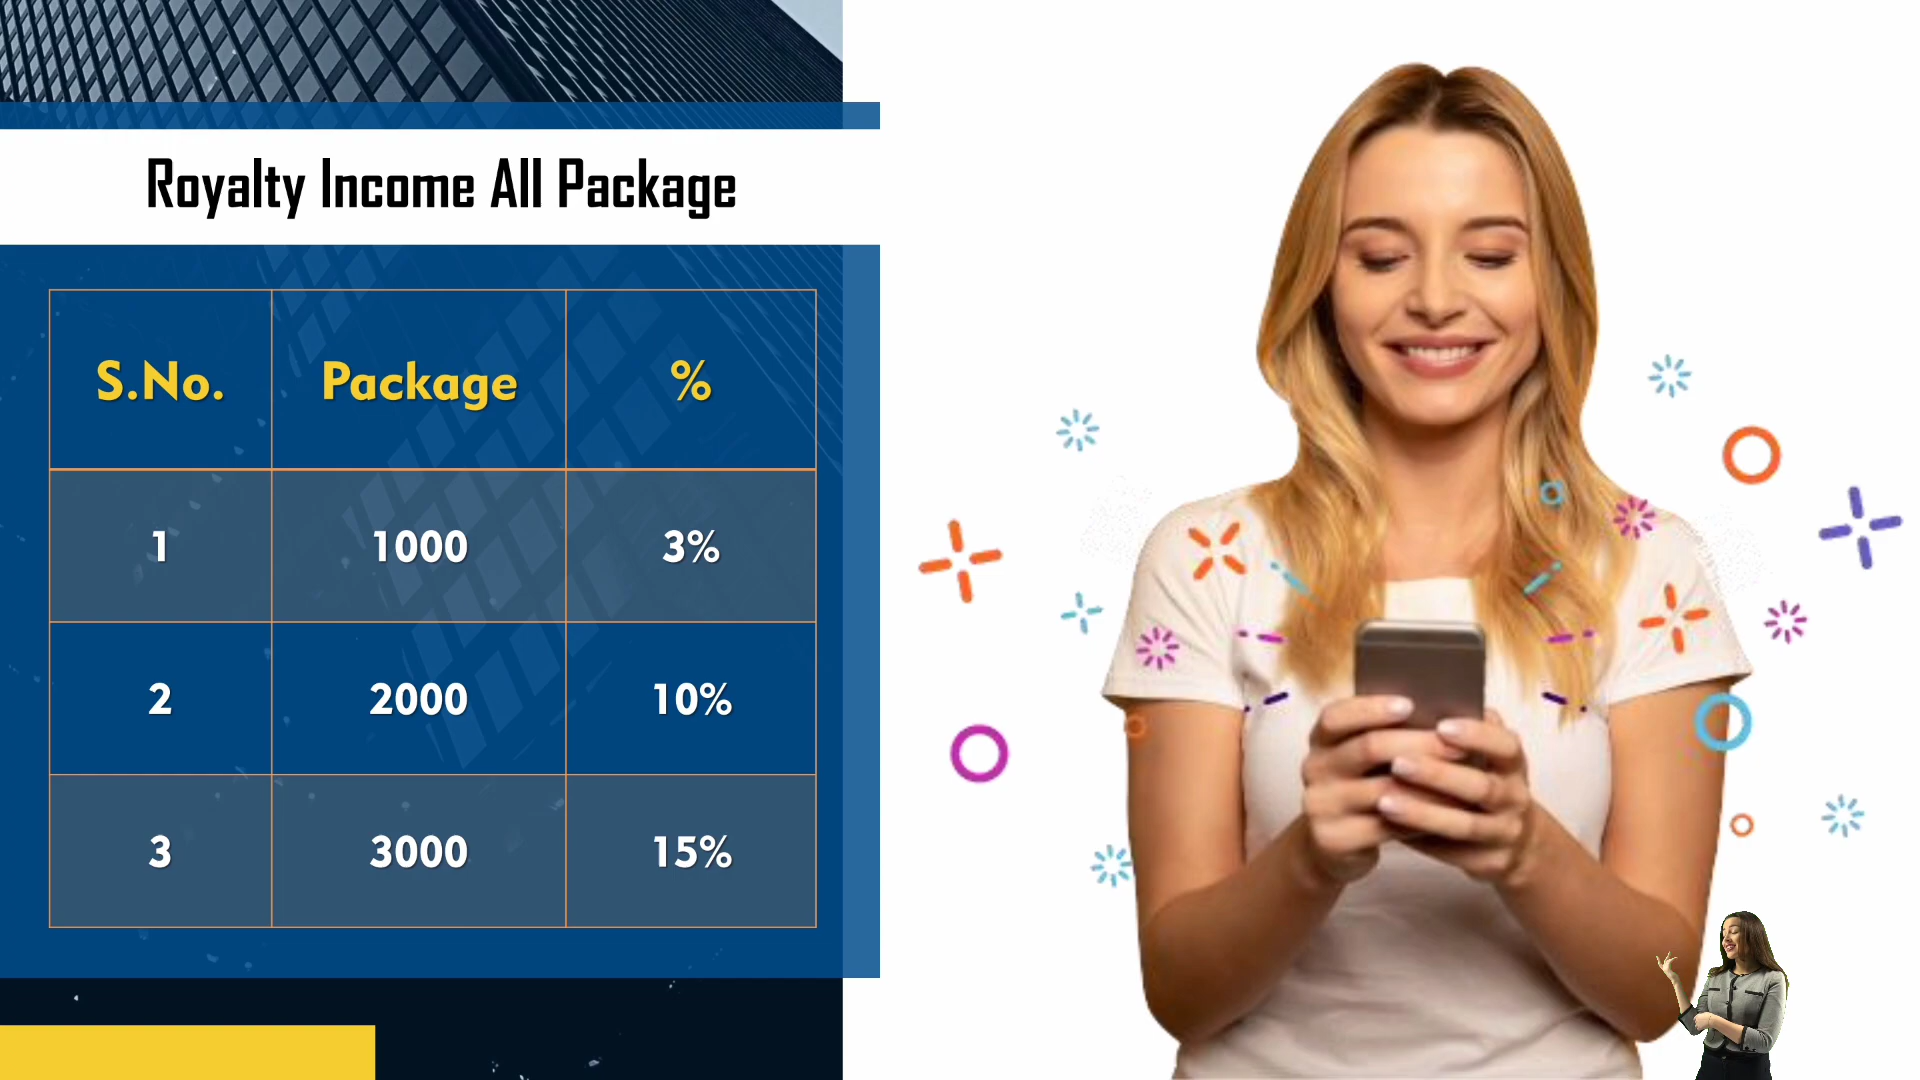 Royalty Income All Package
S.No. Package %
1 1000 3%
2 2000 10%
3 3000 15%